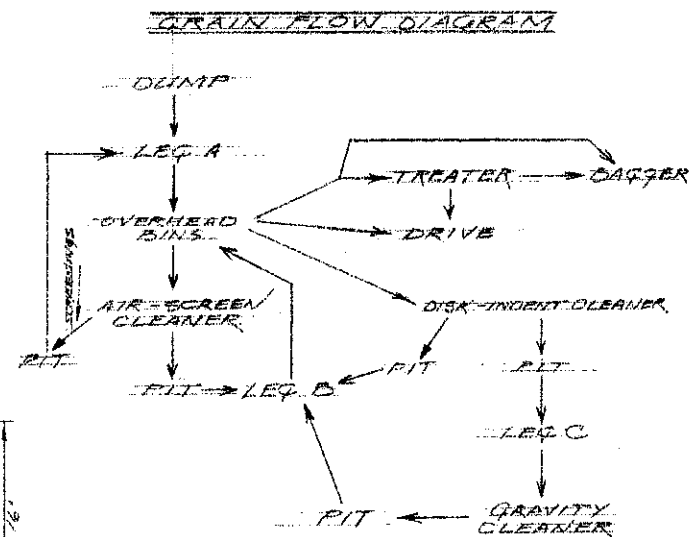 GRAIN FLOW DIAGRAM
DUMP
LEG A
TREATER
BAGGER
OVERHEAD
BINS
DRIVE
SCREENINGS
AIR-SCREEN
CLEANER
DISK-INDENT CLEANER
PIT
PIT
LEG B
PIT
PIT
LEG C
16'
PIT
GRAVITY
CLEANER